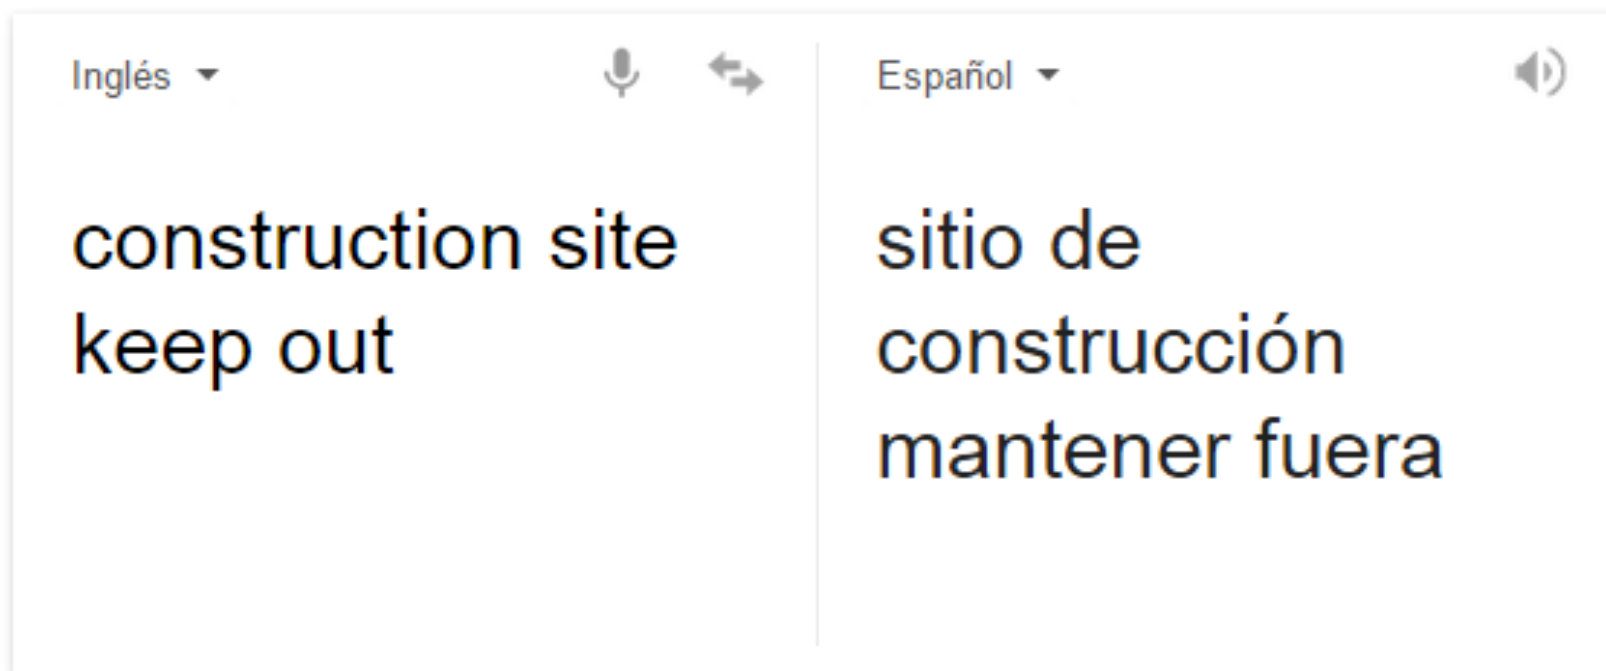 Inglés
Español
construction site
keep out
sitio de
construcción
mantener fuera